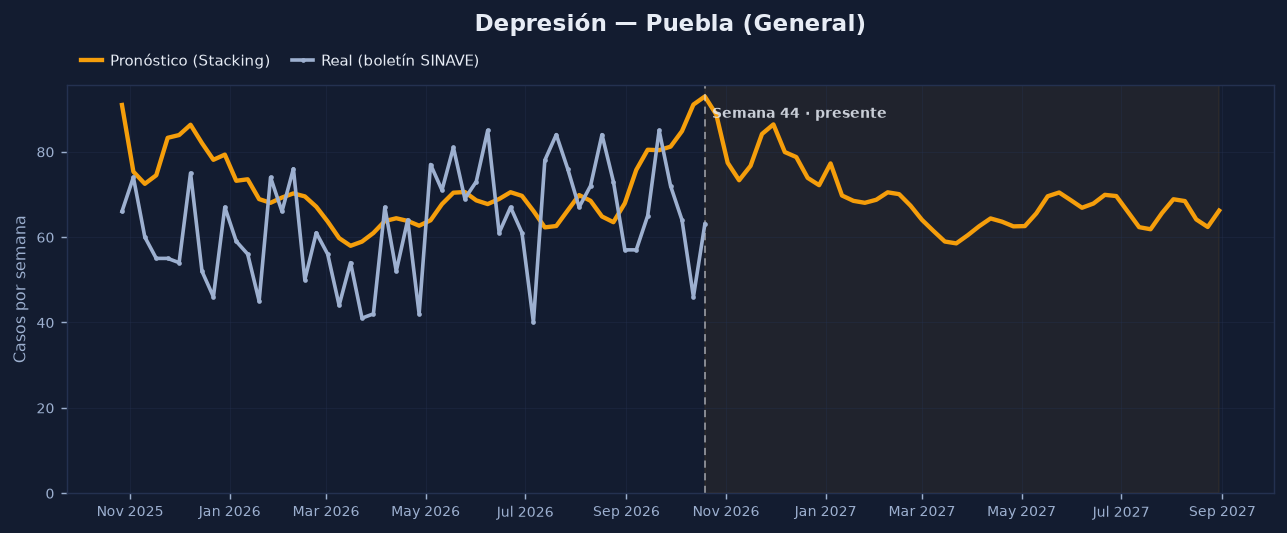 Depresión — Puebla (General)
Pronóstico (Stacking)
Real (boletín SINAVE)
Semana 44 · presente
Casos por semana
80
60
40
20
0
Nov 2025
Jan 2026
Mar 2026
May 2026
Jul 2026
Sep 2026
Nov 2026
Jan 2027
Mar 2027
May 2027
Jul 2027
Sep 2027